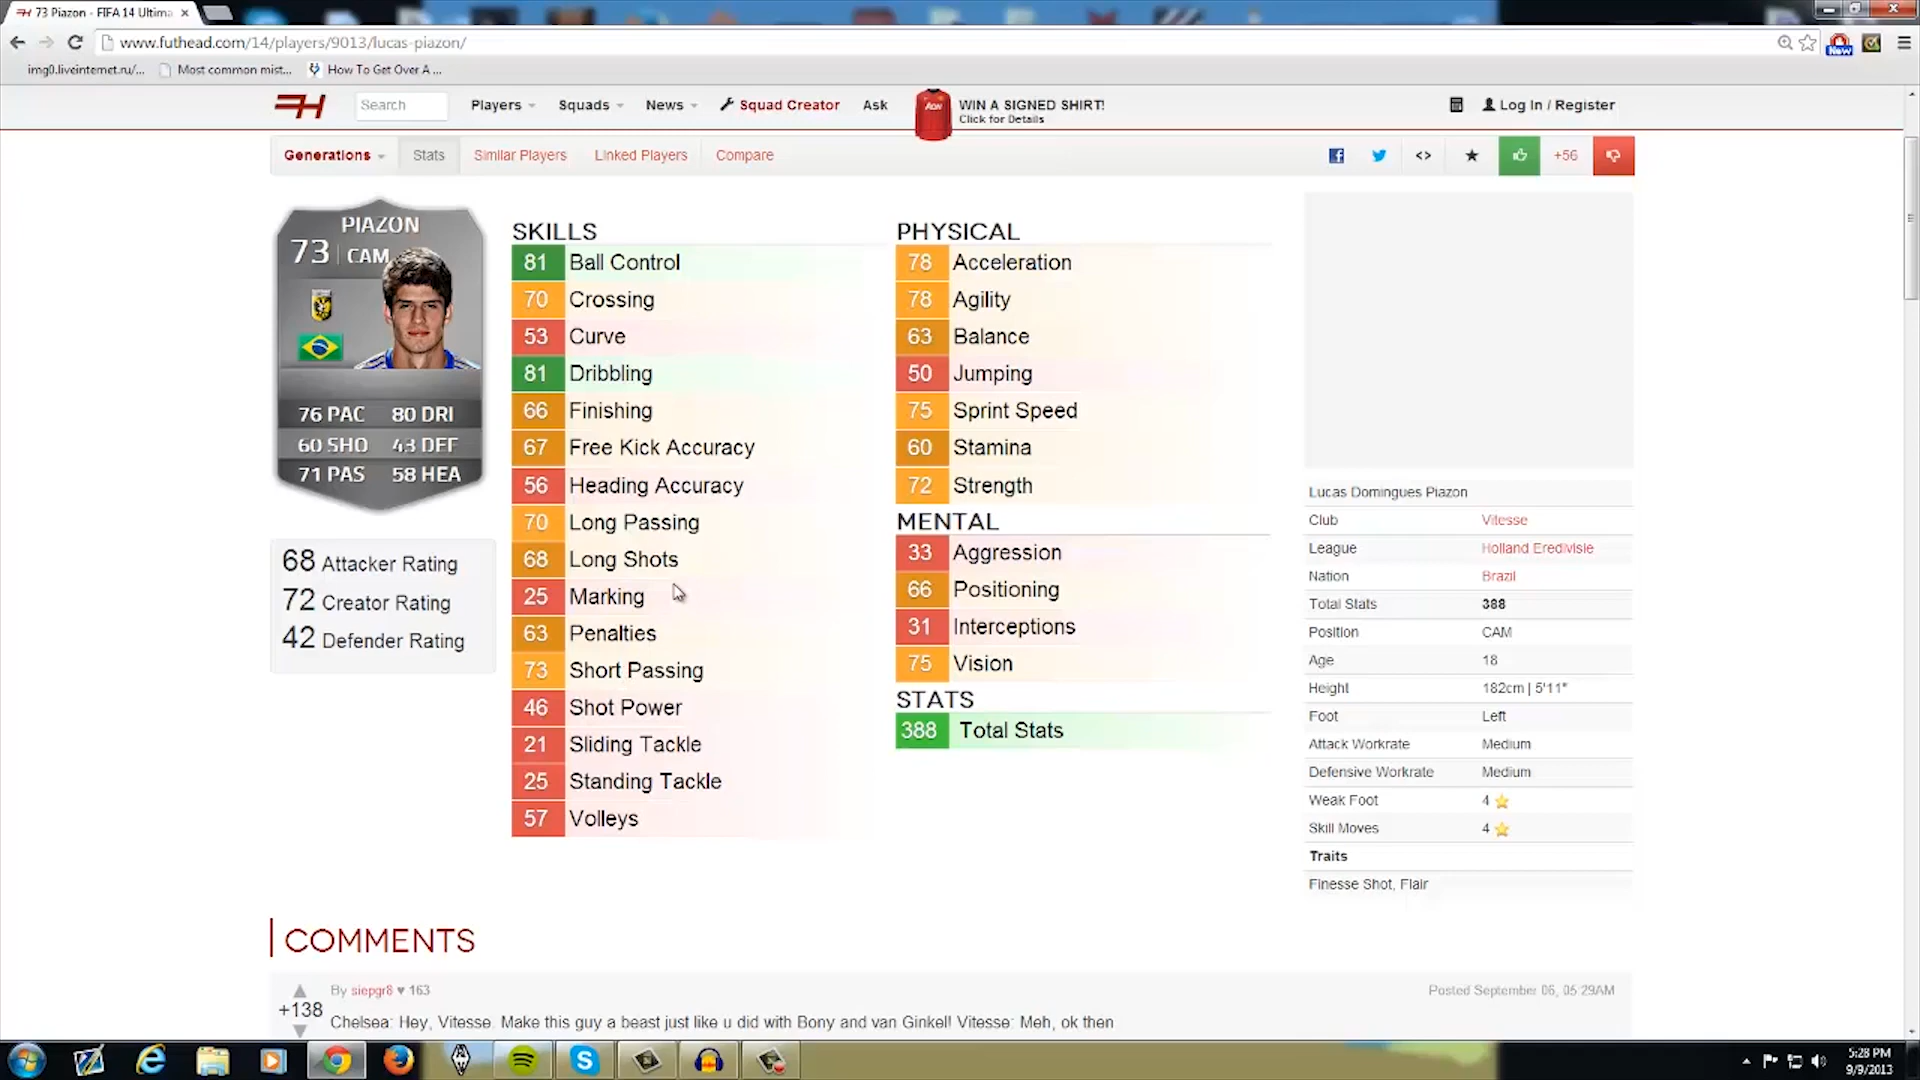 73 Piazon - FIFA 14 Ultima
www.futhead.com/14/players/9013/lucas-piazon/
New
img0.liveinternet.ru/... Most common mist... How To Get Over A ...
FH Search Players Squads News Squad Creator Ask AON WIN A SIGNED SHIRT! Log In / Register
Click for Details
Generations Stats Similar Players Linked Players Compare +56
PIAZON
73 CAM
76 PAC 80 DRI
60 SHO 43 DEF
71 PAS 58 HEA
68 Attacker Rating
72 Creator Rating
42 Defender Rating
SKILLS
81 Ball Control
70 Crossing
53 Curve
81 Dribbling
66 Finishing
67 Free Kick Accuracy
56 Heading Accuracy
70 Long Passing
68 Long Shots
25 Marking
63 Penalties
73 Short Passing
46 Shot Power
21 Sliding Tackle
25 Standing Tackle
57 Volleys
PHYSICAL
78 Acceleration
78 Agility
63 Balance
50 Jumping
75 Sprint Speed
60 Stamina
72 Strength
MENTAL
33 Aggression
66 Positioning
31 Interceptions
75 Vision
STATS
388 Total Stats
Lucas Domingues Piazon
Club Vitesse
League Holland Eredivisie
Nation Brazil
Total Stats 388
Position CAM
Age 18
Height 182cm | 5'11"
Foot Left
Attack Workrate Medium
Defensive Workrate Medium
Weak Foot 4
Skill Moves 4
Traits
Finesse Shot, Flair
COMMENTS
By siepgr8 ♥ 163 Posted September 06, 05:29AM
+138
Chelsea: Hey, Vitesse. Make this guy a beast just like u did with Bony and van Ginkel! Vitesse: Meh, ok then
5:28 PM
9/9/2013